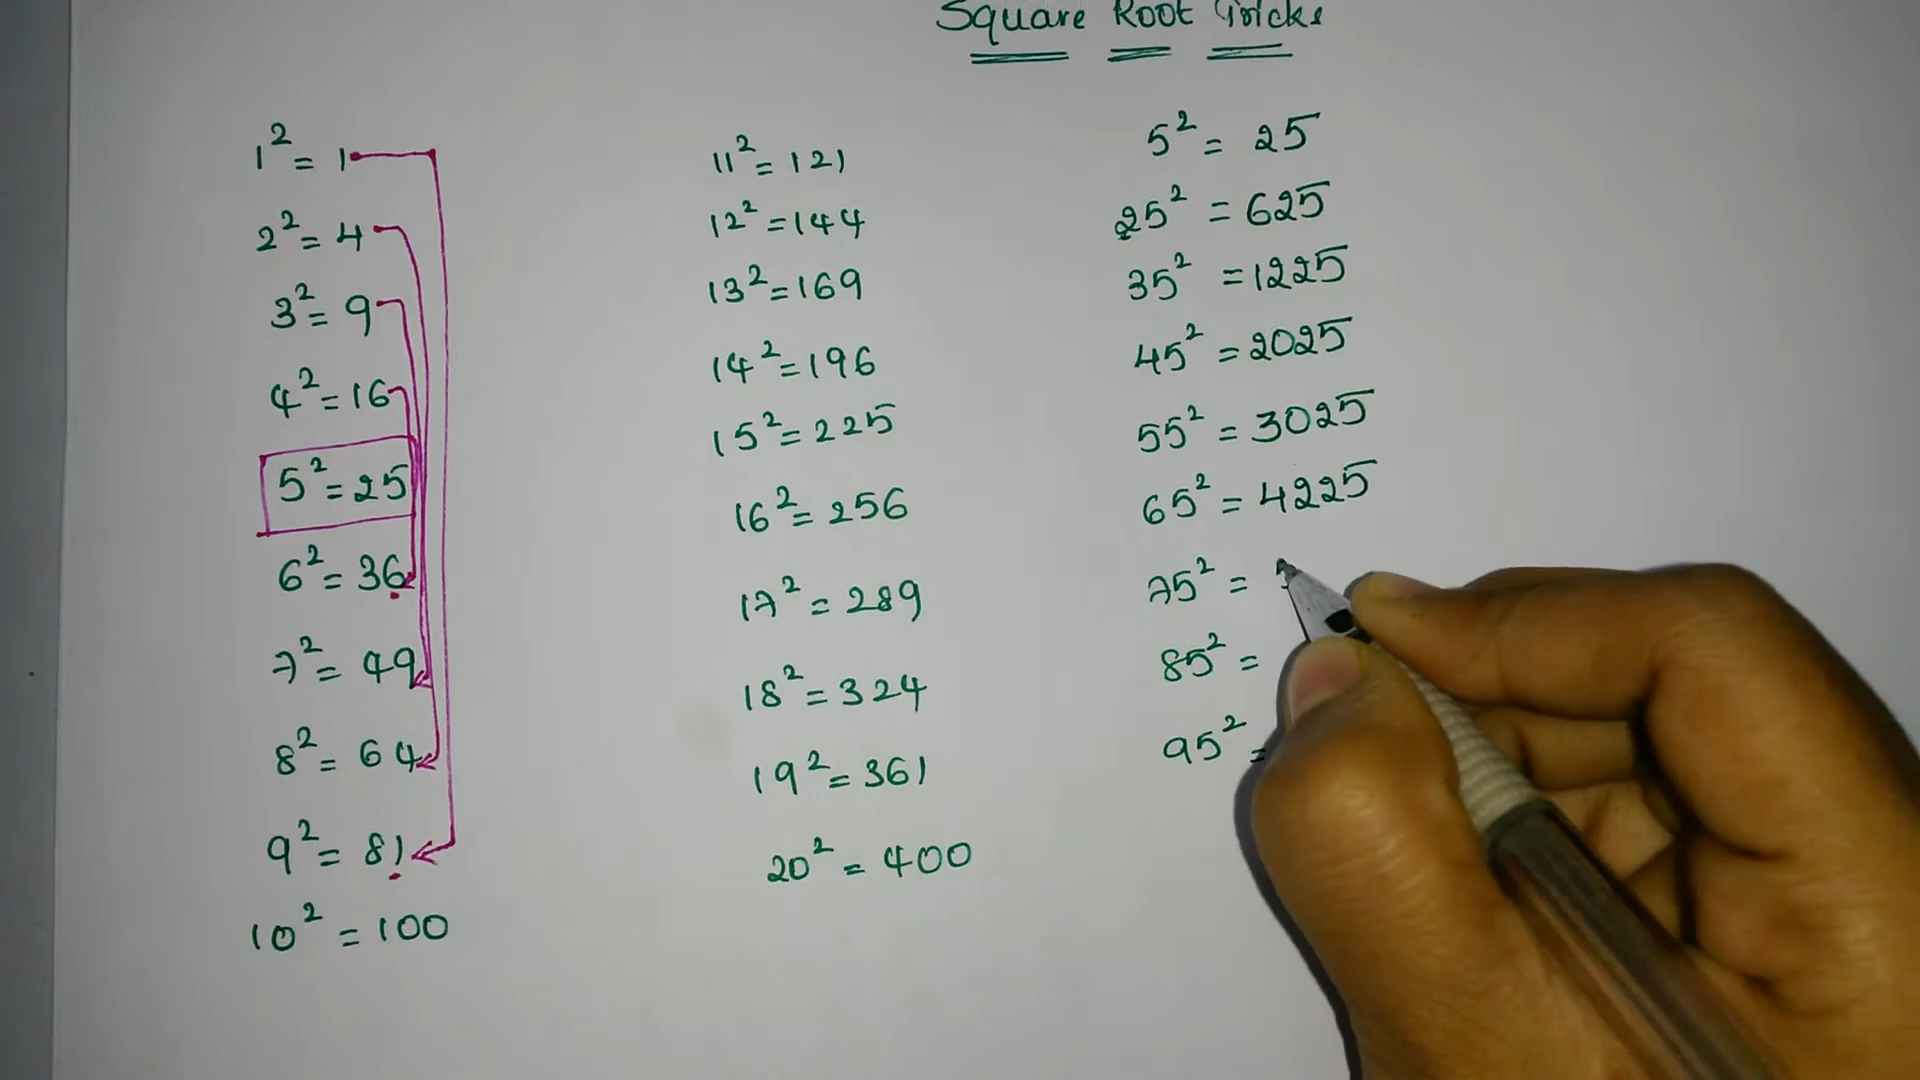 Square Root Tricks
1² = 1
2² = 4
3² = 9
4² = 16
5² = 25
6² = 36
7² = 49
8² = 64
9² = 81
10² = 100
11² = 121
12² = 144
13² = 169
14² = 196
15² = 225
16² = 256
17² = 289
18² = 324
19² = 361
20² = 400
5² = 25
25² = 625
35² = 1225
45² = 2025
55² = 3025
65² = 4225
75² =
85² =
95² =